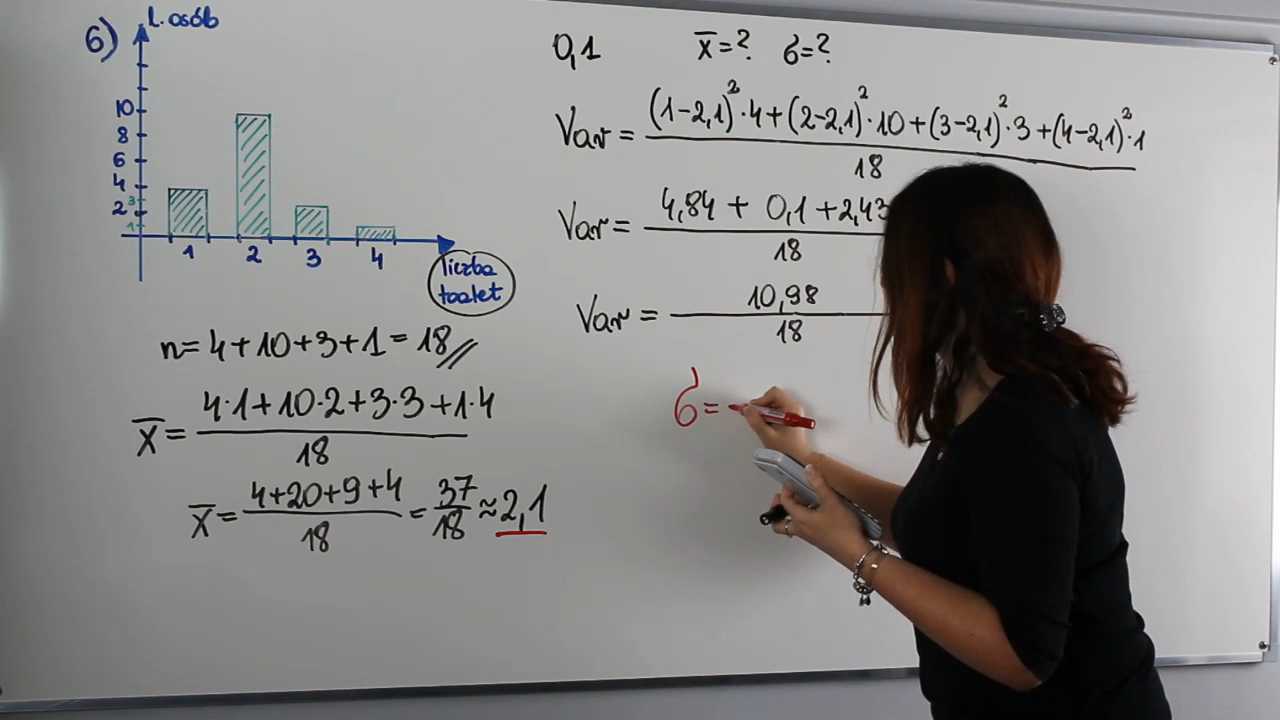 6)
l. osób
10
8
6
4
3
2
1
1 2 3 4
liczba
toalet
n = 4+10+3+1 = 18
x̅ = 4·1+10·2+3·3+1·4
18
x̅ = 4+20+9+4 = 37 ≈ 2,1
18 18
0,1 x̅ = ? σ = ?
Var = (1-2,1)²·4+(2-2,1)²·10+(3-2,1)²·3+(4-2,1)²·1
18
Var = 4,84 + 0,1 + 2,43
18
Var = 10,98
18
σ =